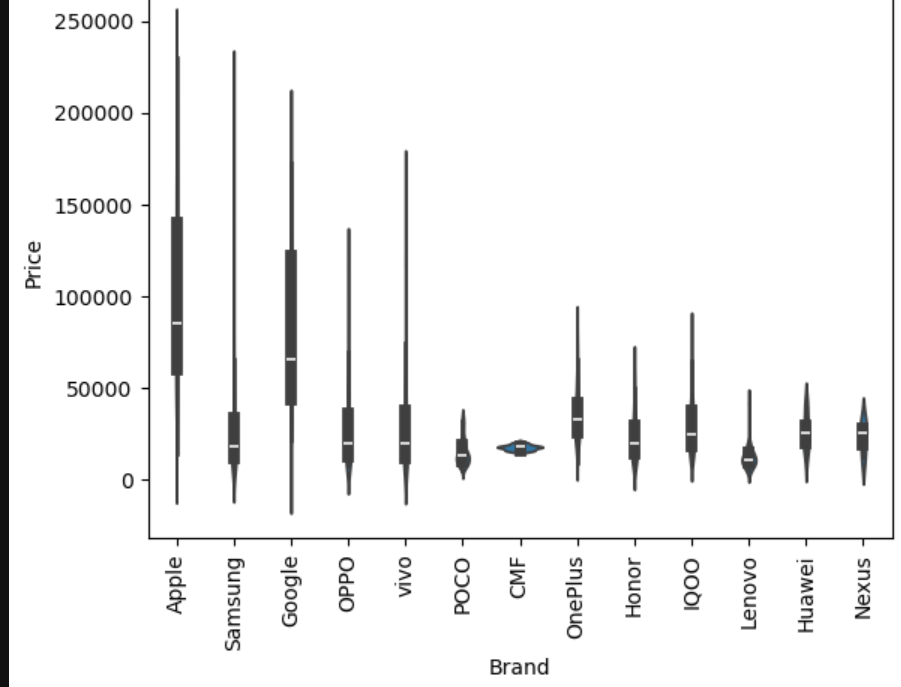 250000
200000
150000
100000
50000
0
Price
Apple
Samsung
Google
OPPO
vivo
POCO
CMF
OnePlus
Honor
IQOO
Lenovo
Huawei
Nexus
Brand